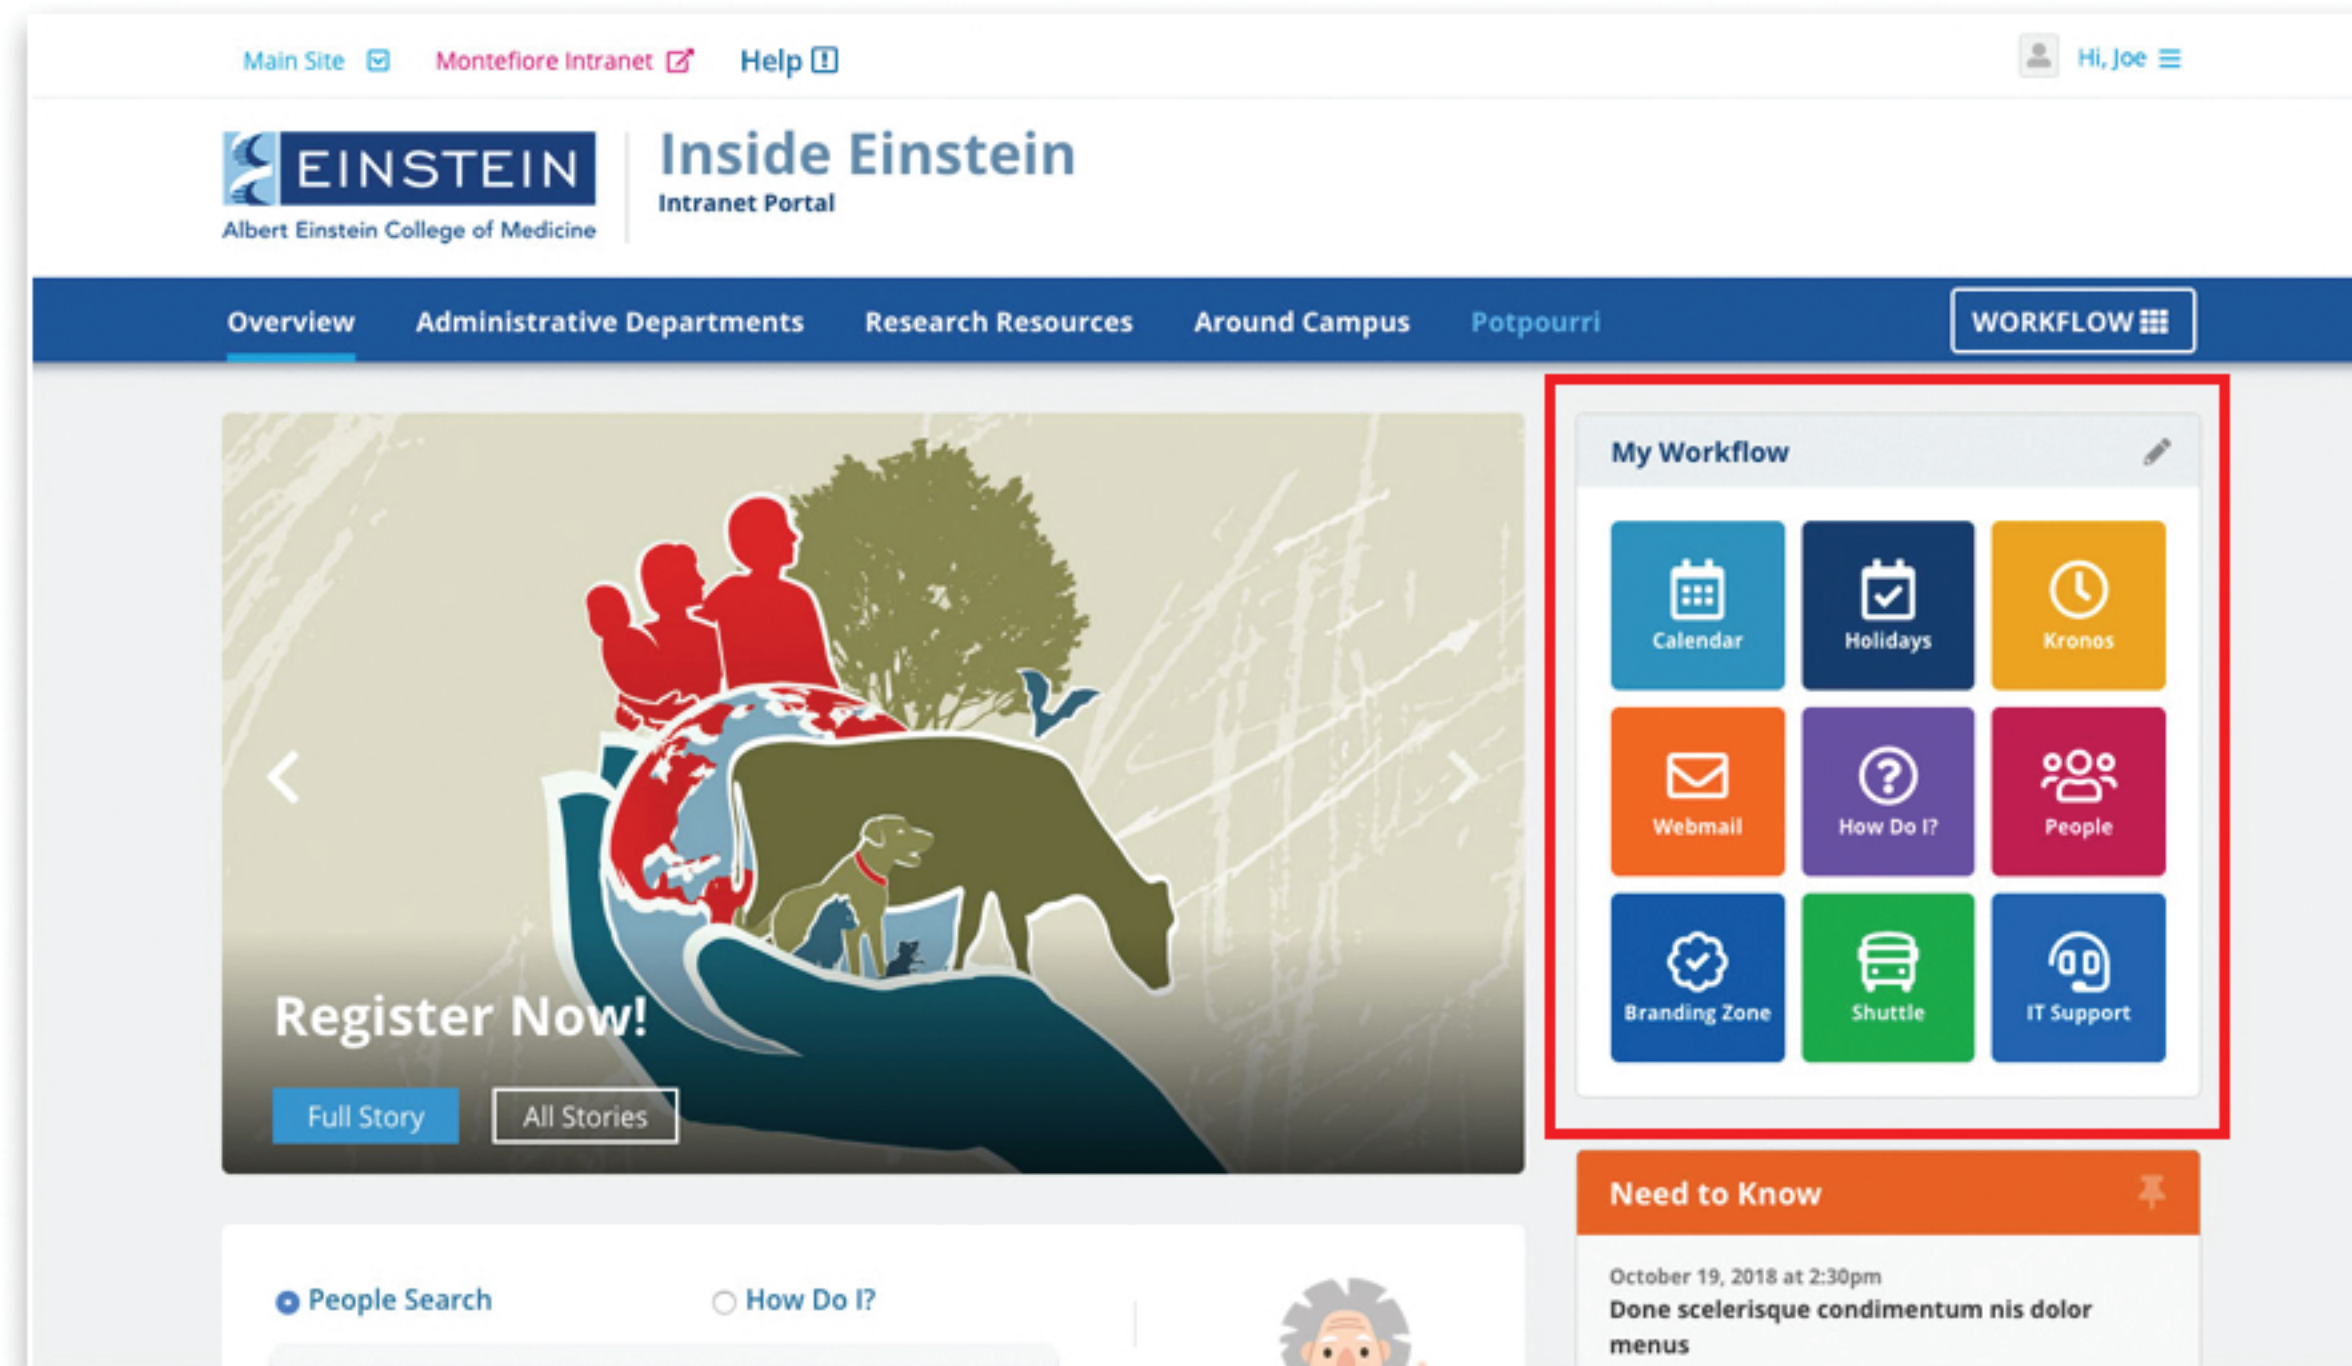 Main Site
Montefiore Intranet
Help
Hi, Joe
EINSTEIN
Albert Einstein College of Medicine
Inside Einstein
Intranet Portal
Overview
Administrative Departments
Research Resources
Around Campus
Potpourri
WORKFLOW
Register Now!
Full Story
All Stories
My Workflow
Calendar
Holidays
Kronos
Webmail
How Do I?
People
Branding Zone
Shuttle
IT Support
Need to Know
October 19, 2018 at 2:30pm
Done scelerisque condimentum nis dolor
menus
People Search
How Do I?